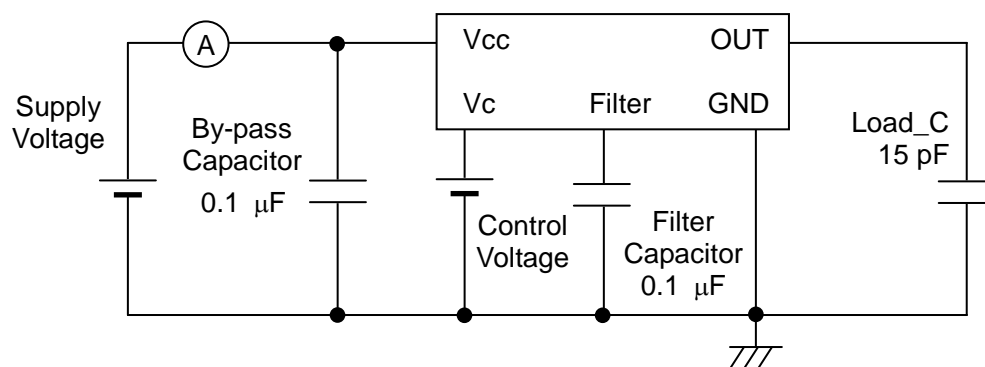 A
Vcc
OUT
Vc
Filter
GND
Supply
Voltage
By-pass
Capacitor
0.1 μF
Control
Voltage
Filter
Capacitor
0.1 μF
Load_C
15 pF